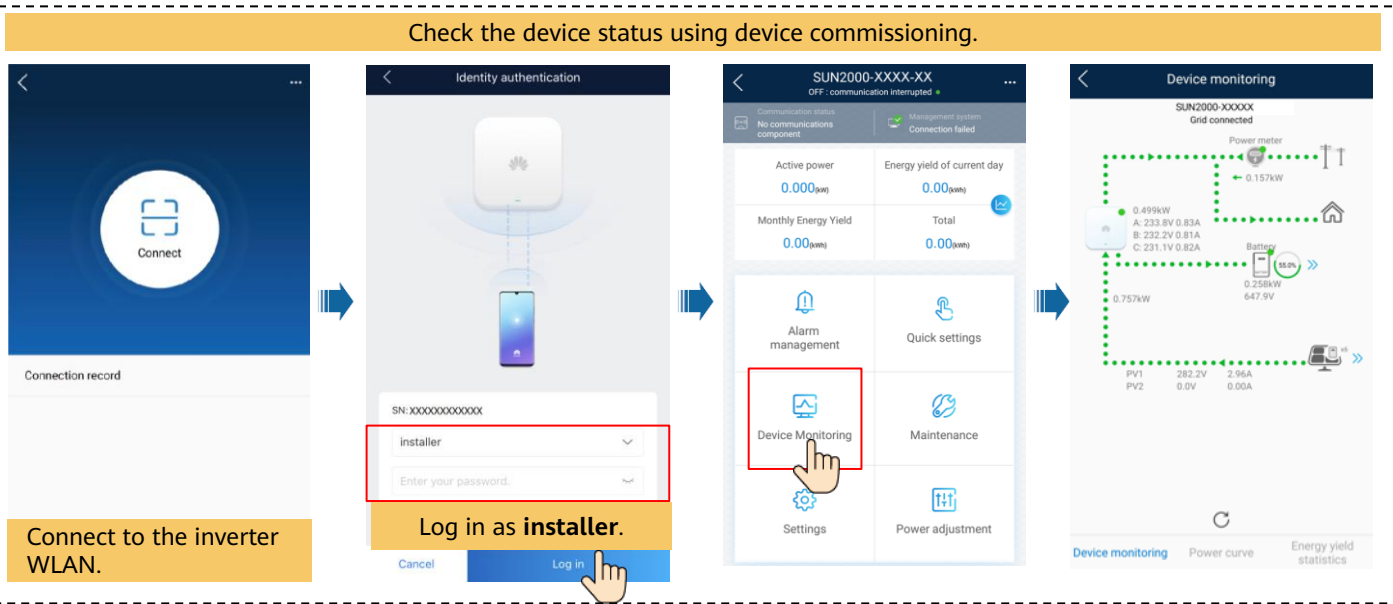 Check the device status using device commissioning.
...
Connect
Connection record
Connect to the inverter
WLAN.
Identity authentication
SN: XXXXXXXXXXXX
installer
Enter your password.
Log in as installer.
Cancel
Log in
SUN2000-XXXX-XX
...
OFF : communication interrupted
Communication status
No communications
component
Management system
Connection failed
Active power
0.000(kW)
Energy yield of current day
0.00(kWh)
Monthly Energy Yield
0.00(kWh)
Total
0.00(kWh)
Alarm
management
Quick settings
Device Monitoring
Maintenance
Settings
Power adjustment
Device monitoring
SUN2000-XXXXX
Grid connected
Power meter
← 0.157kW
0.499kW
A: 233.8V 0.83A
B: 232.2V 0.81A
C: 231.1V 0.82A
Battery
55.0%
0.258kW
647.9V
0.757kW
x5
PV1 282.2V 2.96A
PV2 0.0V 0.00A
Device monitoring
Power curve
Energy yield
statistics